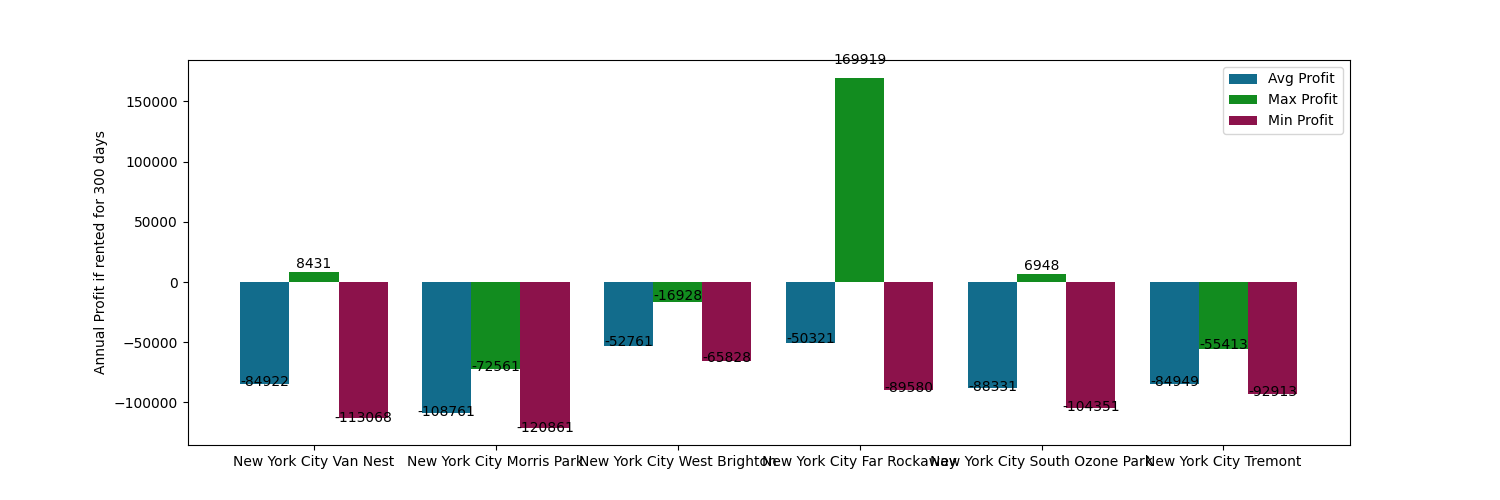 169919
150000
100000
50000
0
−50000
−100000
Annual Profit if rented for 300 days
Avg Profit
Max Profit
Min Profit
8431
6948
-16928
-84922
-108761
-52761
-50321
-88331
-84949
-72561
-55413
-113068
-120861
-65828
-89580
-104351
-92913
New York City Van Nest
New York City Morris Park
New York City West Brighton
New York City Far Rockaway
New York City South Ozone Park
New York City Tremont